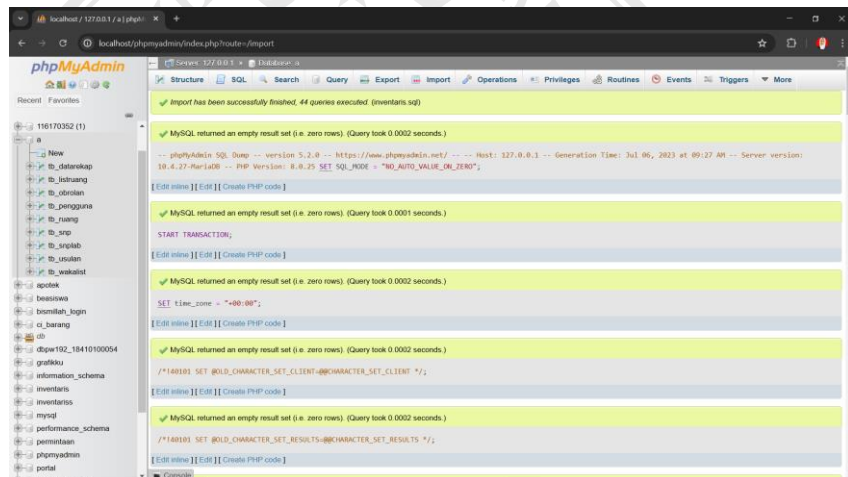 localhost / 127.0.0.1 / a | phpM
localhost/phpmyadmin/index.php?route=/import
phpMyAdmin
Recent Favorites
116170352 (1)
a
New
tb_datarekap
tb_listruang
tb_obrolan
tb_pengguna
tb_ruang
tb_snp
tb_snplab
tb_usulan
tb_wakalist
apotek
beasiswa
bismillah_login
ci_barang
db
dbpw192_18410100054
grafikku
information_schema
inventaris
inventariss
mysql
performance_schema
permintaan
phpmyadmin
portal
Server: 127.0.0.1 » Database: a
Structure SQL Search Query Export Import Operations Privileges Routines Events Triggers More
Import has been successfully finished, 44 queries executed. (inventaris.sql)
MySQL returned an empty result set (i.e. zero rows). (Query took 0.0002 seconds.)
-- phpMyAdmin SQL Dump -- version 5.2.0 -- https://www.phpmyadmin.net/ -- -- Host: 127.0.0.1 -- Generation Time: Jul 06, 2023 at 09:27 AM -- Server version:
10.4.27-MariaDB -- PHP Version: 8.0.25 SET SQL_MODE = "NO_AUTO_VALUE_ON_ZERO";
[ Edit inline ] [ Edit ] [ Create PHP code ]
MySQL returned an empty result set (i.e. zero rows). (Query took 0.0001 seconds.)
START TRANSACTION;
[ Edit inline ] [ Edit ] [ Create PHP code ]
MySQL returned an empty result set (i.e. zero rows). (Query took 0.0002 seconds.)
SET time_zone = "+00:00";
[ Edit inline ] [ Edit ] [ Create PHP code ]
MySQL returned an empty result set (i.e. zero rows). (Query took 0.0002 seconds.)
/*!40101 SET @OLD_CHARACTER_SET_CLIENT=@@CHARACTER_SET_CLIENT */;
[ Edit inline ] [ Edit ] [ Create PHP code ]
MySQL returned an empty result set (i.e. zero rows). (Query took 0.0002 seconds.)
/*!40101 SET @OLD_CHARACTER_SET_RESULTS=@@CHARACTER_SET_RESULTS */;
[ Edit inline ] [ Edit ] [ Create PHP code ]
Console